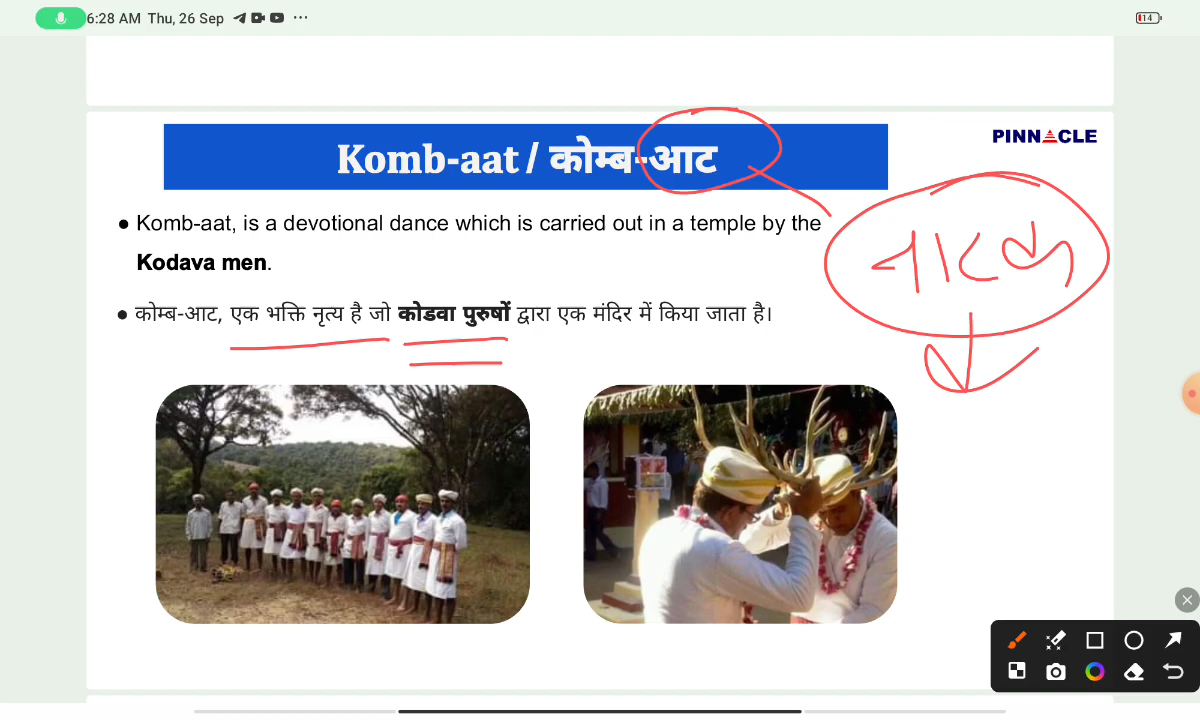 6:28 AM Thu, 26 Sep
14
Komb-aat / कोम्ब-आट
PINNACLE
• Komb-aat, is a devotional dance which is carried out in a temple by the
Kodava men.
• कोम्ब-आट, एक भक्ति नृत्य है जो कोडवा पुरुषों द्वारा एक मंदिर में किया जाता है।